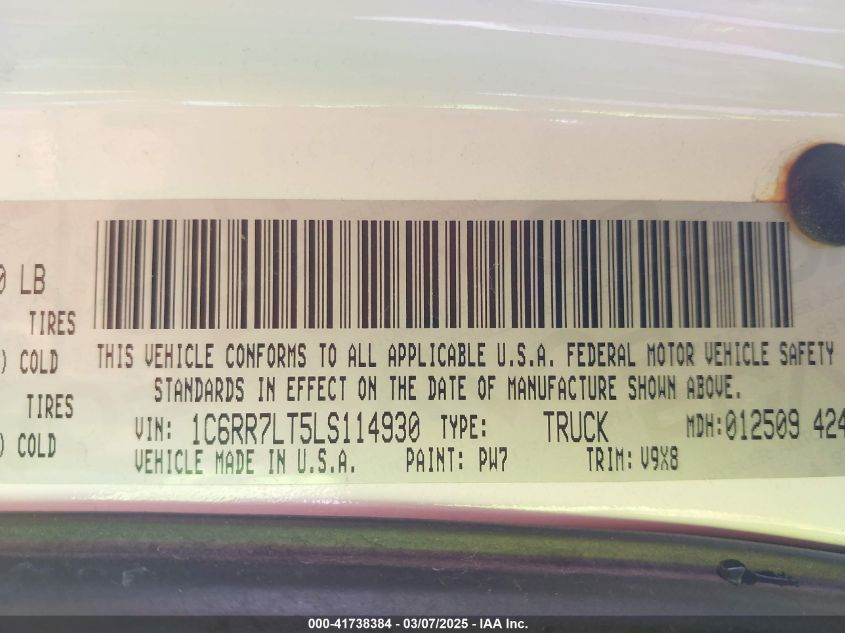 0 LB
TIRES
) COLD
TIRES
) COLD
THIS VEHICLE CONFORMS TO ALL APPLICABLE U.S.A. FEDERAL MOTOR VEHICLE SAFETY
STANDARDS IN EFFECT ON THE DATE OF MANUFACTURE SHOWN ABOVE.
VIN: 1C6RR7LT5LS114930 TYPE: TRUCK MDH:012509 424
VEHICLE MADE IN U.S.A. PAINT: PW7 TRIM: V9X8
000-41738384 - 03/07/2025 - IAA Inc.